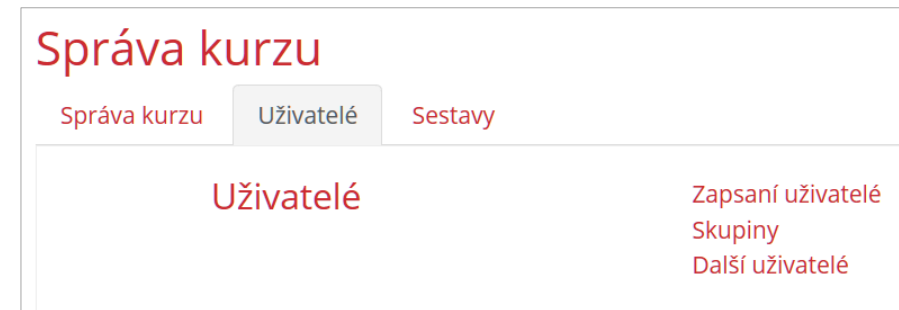 Správa kurzu
Správa kurzu Uživatelé Sestavy
Uživatelé
Zapsaní uživatelé
Skupiny
Další uživatelé